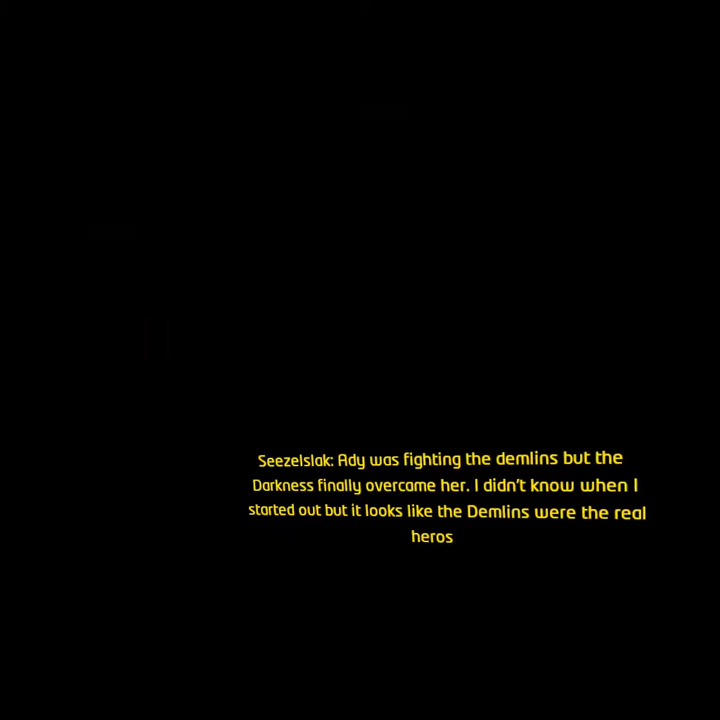 Seezelslak: Ady was fighting the demlins but the
Darkness finally overcame her. I didn't know when I
started out but it looks like the Demlins were the real
heros